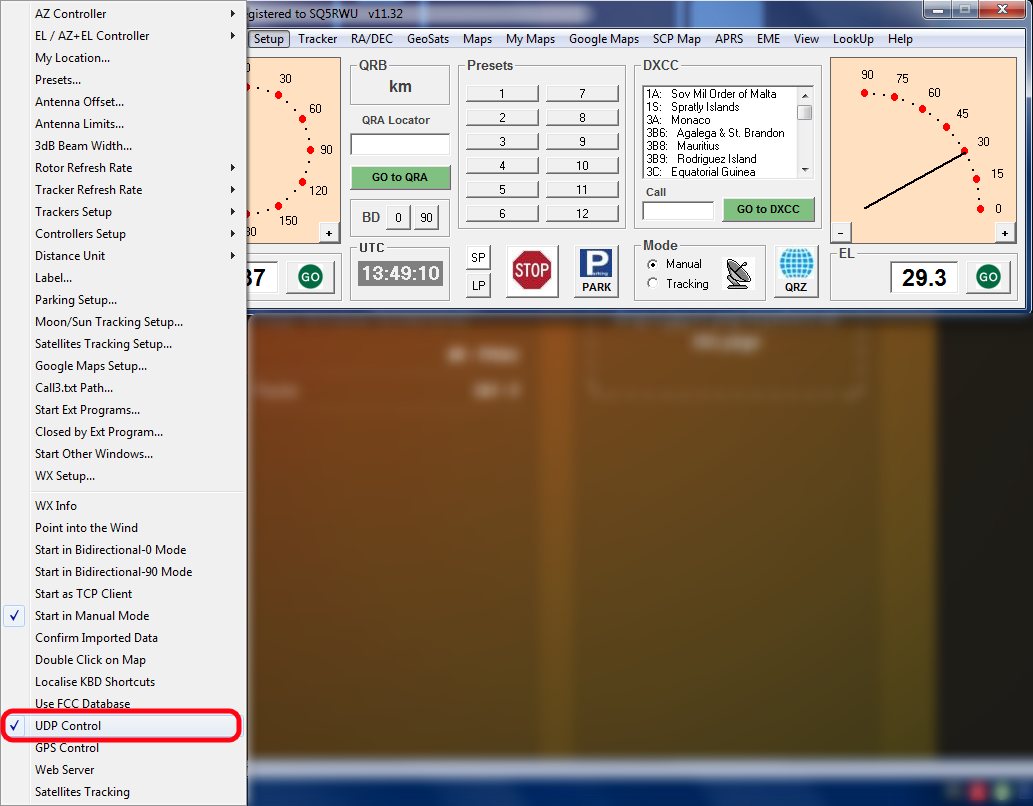 AZ Controller
EL / AZ+EL Controller
My Location...
Presets...
Antenna Offset...
Antenna Limits...
3dB Beam Width...
Rotor Refresh Rate
Tracker Refresh Rate
Trackers Setup
Controllers Setup
Distance Unit
Label...
Parking Setup...
Moon/Sun Tracking Setup...
Satellites Tracking Setup...
Google Maps Setup...
Call3.txt Path...
Start Ext Programs...
Closed by Ext Program...
Start Other Windows...
WX Setup...
WX Info
Point into the Wind
Start in Bidirectional-0 Mode
Start in Bidirectional-90 Mode
Start as TCP Client
Start in Manual Mode
Confirm Imported Data
Double Click on Map
Localise KBD Shortcuts
Use FCC Database
UDP Control
GPS Control
Web Server
Satellites Tracking
egistered to SQ5RWU v11.32
Setup Tracker RA/DEC GeoSats Maps My Maps Google Maps SCP Map APRS EME View LookUp Help
30
60
90
120
150
+
37 GO
QRB
km
QRA Locator
GO to QRA
BD 0 90
UTC
13:49:10
Presets
1 7
2 8
3 9
4 10
5 11
6 12
SP
LP
STOP
P
Parking
PARK
DXCC
1A: Sov Mil Order of Malta
1S: Spratly Islands
3A: Monaco
3B6: Agalega & St. Brandon
3B8: Mauritius
3B9: Rodriguez Island
3C: Equatorial Guinea
Call
GO to DXCC
Mode
Manual
Tracking
QRZ
90
75
60
45
30
15
0
- +
EL
29.3 GO